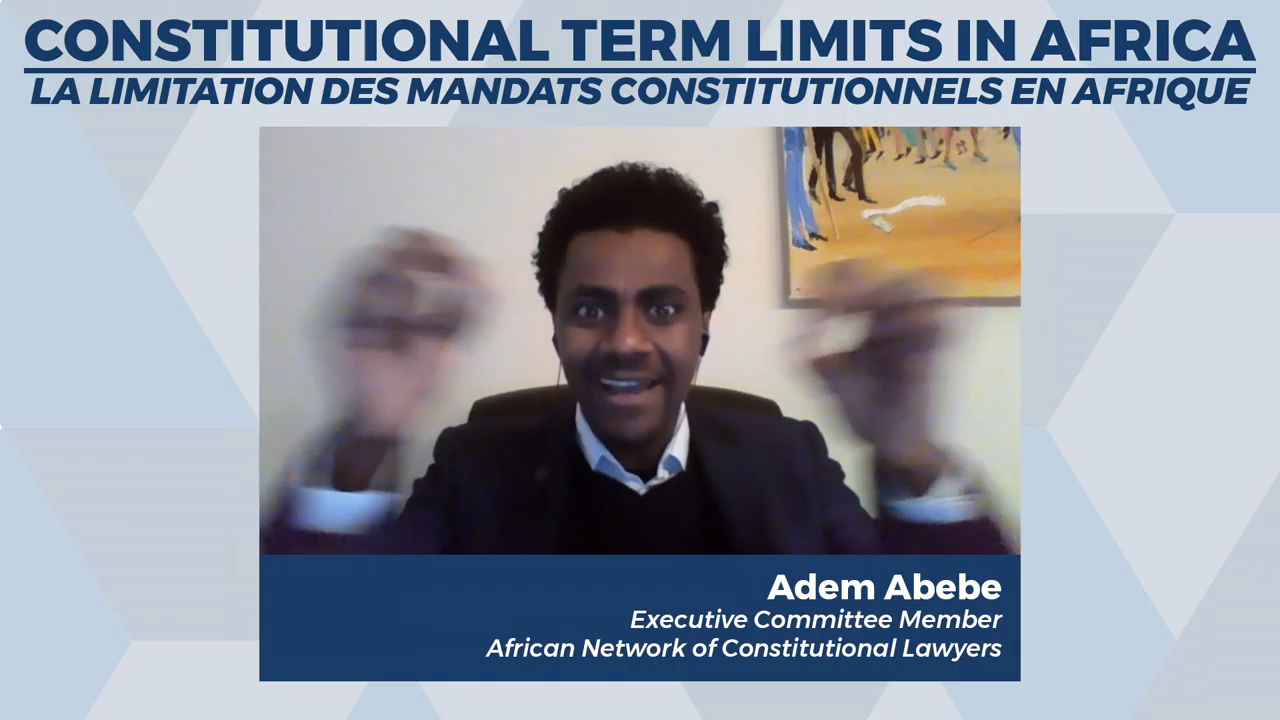 CONSTITUTIONAL TERM LIMITS IN AFRICA
LA LIMITATION DES MANDATS CONSTITUTIONNELS EN AFRIQUE
Adem Abebe
Executive Committee Member
African Network of Constitutional Lawyers